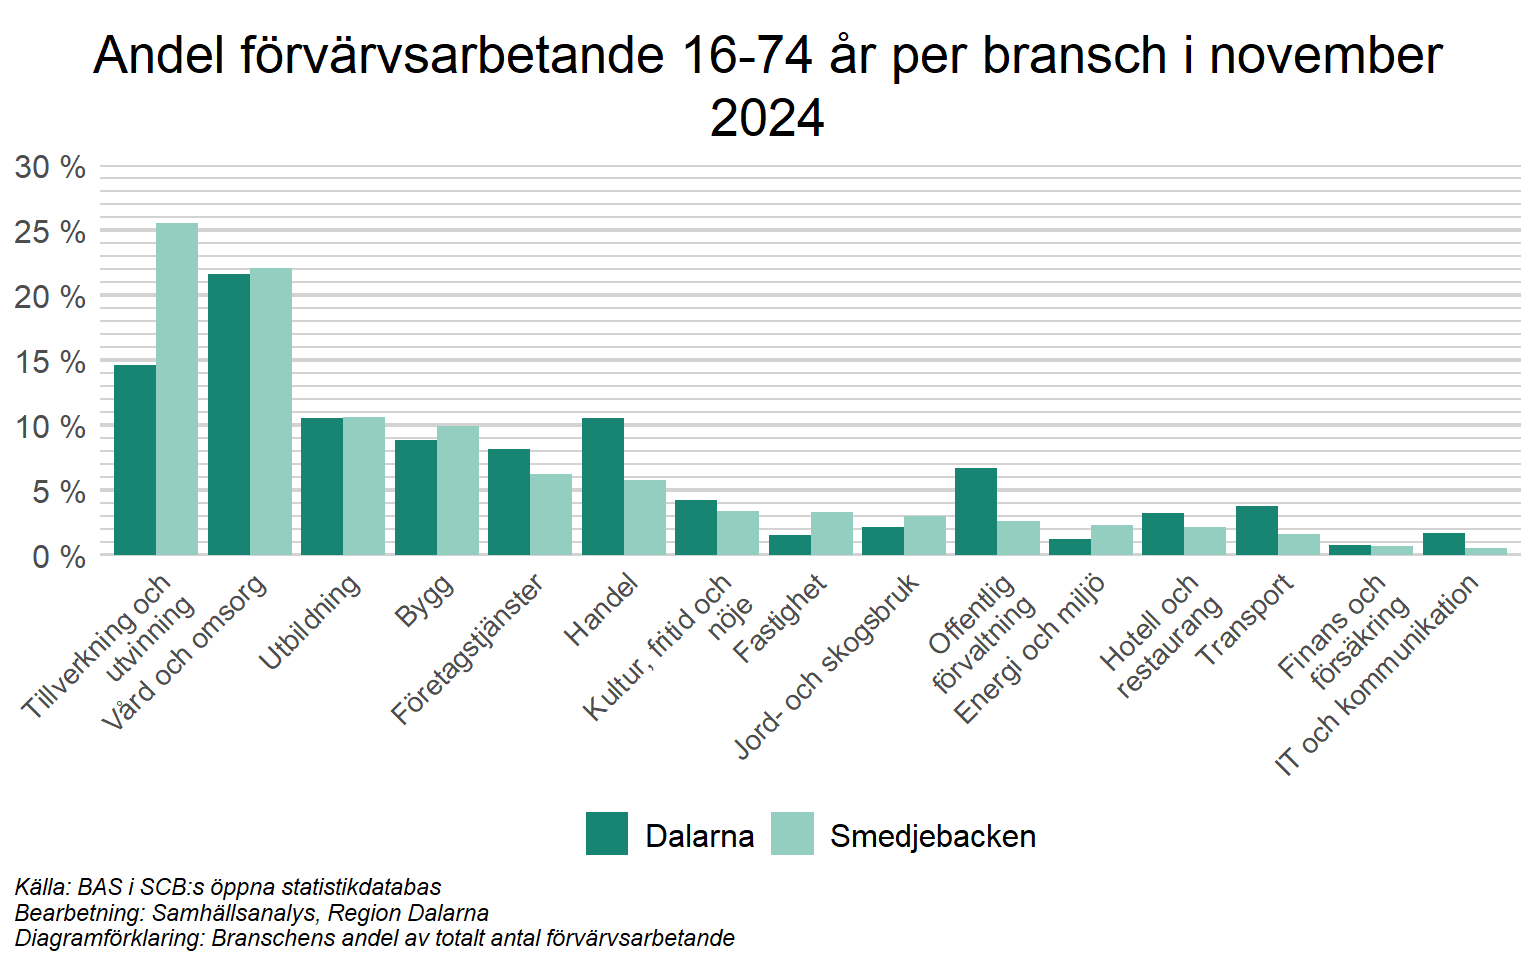 Andel förvärvsarbetande 16-74 år per bransch i november
2024
30 %
25 %
20 %
15 %
10 %
5 %
0 %
Tillverkning och
utvinning
Vård och omsorg
Utbildning
Bygg
Företagstjänster
Handel
Kultur, fritid och
nöje
Fastighet
Jord- och skogsbruk
Offentlig
förvaltning
Energi och miljö
Hotell och
restaurang
Transport
Finans och
försäkring
IT och kommunikation
Dalarna
Smedjebacken
Källa: BAS i SCB:s öppna statistikdatabas
Bearbetning: Samhällsanalys, Region Dalarna
Diagramförklaring: Branschens andel av totalt antal förvärvsarbetande